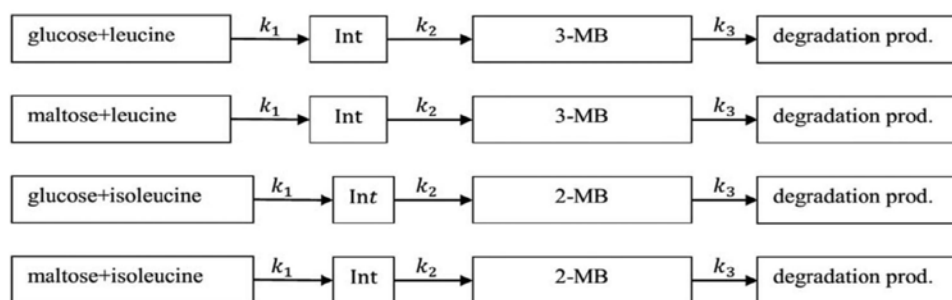 glucose+leucine k₁ Int k₂ 3-MB k₃ degradation prod.
maltose+leucine k₁ Int k₂ 3-MB k₃ degradation prod.
glucose+isoleucine k₁ Int k₂ 2-MB k₃ degradation prod.
maltose+isoleucine k₁ Int k₂ 2-MB k₃ degradation prod.